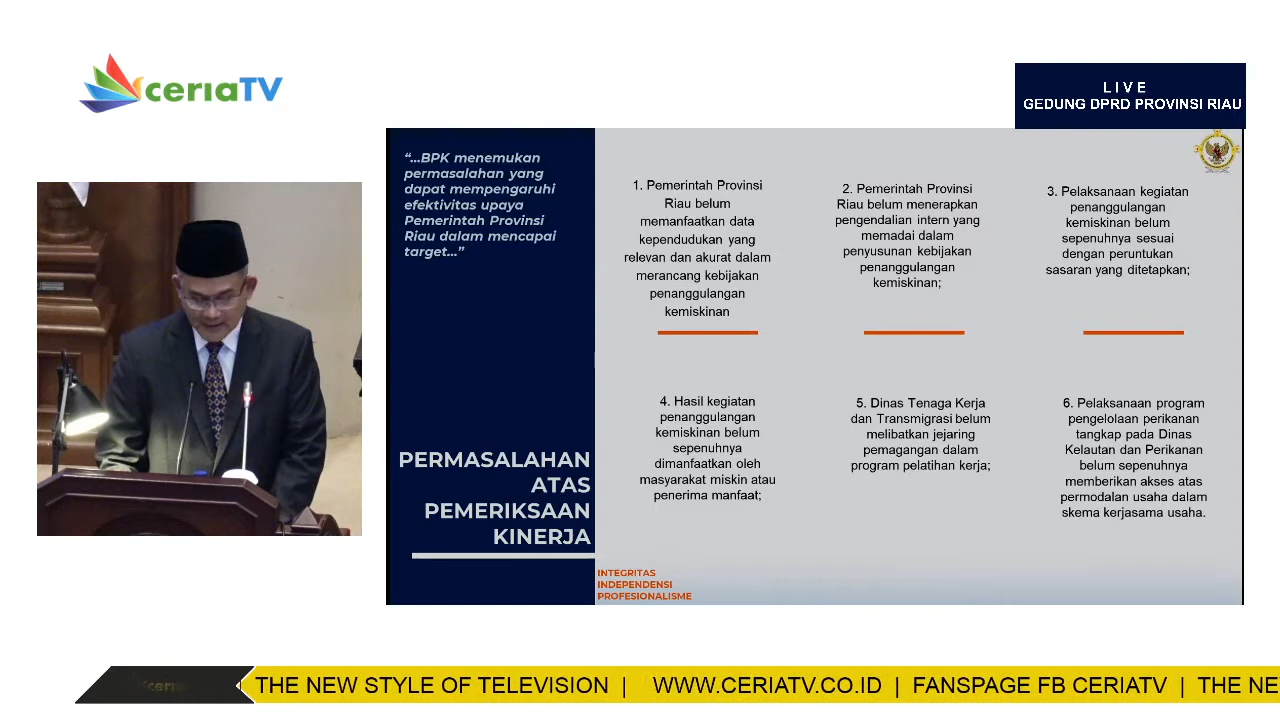 ceriaTV
LIVE
GEDUNG DPRD PROVINSI RIAU
“...BPK menemukan
permasalahan yang
dapat mempengaruhi
efektivitas upaya
Pemerintah Provinsi
Riau dalam mencapai
target...”
PERMASALAHAN
ATAS
PEMERIKSAAN
KINERJA
1. Pemerintah Provinsi
Riau belum
memanfaatkan data
kependudukan yang
relevan dan akurat dalam
merancang kebijakan
penanggulangan
kemiskinan
2. Pemerintah Provinsi
Riau belum menerapkan
pengendalian intern yang
memadai dalam
penyusunan kebijakan
penanggulangan
kemiskinan;
3. Pelaksanaan kegiatan
penanggulangan
kemiskinan belum
sepenuhnya sesuai
dengan peruntukan
sasaran yang ditetapkan;
4. Hasil kegiatan
penanggulangan
kemiskinan belum
sepenuhnya
dimanfaatkan oleh
masyarakat miskin atau
penerima manfaat;
5. Dinas Tenaga Kerja
dan Transmigrasi belum
melibatkan jejaring
pemagangan dalam
program pelatihan kerja;
6. Pelaksanaan program
pengelolaan perikanan
tangkap pada Dinas
Kelautan dan Perikanan
belum sepenuhnya
memberikan akses atas
permodalan usaha dalam
skema kerjasama usaha.
INTEGRITAS
INDEPENDENSI
PROFESIONALISME
THE NEW STYLE OF TELEVISION | WWW.CERIATV.CO.ID | FANSPAGE FB CERIATV | THE NE